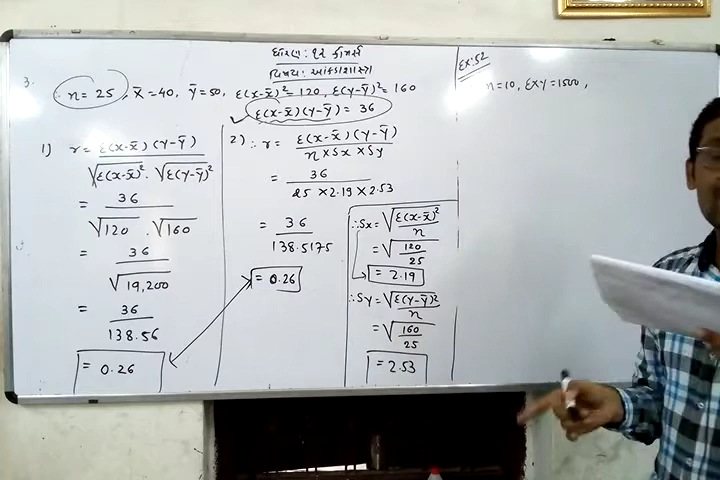 ધોરણ : ૧૨ કોમર્સ
વિષય : આંકડાશાસ્ત્ર
3.
∴ n = 25, x̄ = 40, ȳ = 50, Σ(x-x̄)² = 120, Σ(y-ȳ)² = 160
Σ(x-x̄)(y-ȳ) = 36
1) r = Σ(x-x̄)(y-ȳ) / √Σ(x-x̄)² . √Σ(y-ȳ)²
= 36 / √120 . √160
= 36 / √19,200
= 36 / 138.56
= 0.26
2) ∴ r = Σ(x-x̄)(y-ȳ) / n × Sx × Sy
= 36 / 25 × 2.19 × 2.53
= 36 / 138.5175
= 0.26
∴ Sx = √Σ(x-x̄)² / n
= √120 / 25
= 2.19
∴ Sy = √Σ(y-ȳ)² / n
= √160 / 25
= 2.53
Ex:52
n = 10, Σxy = 1500,